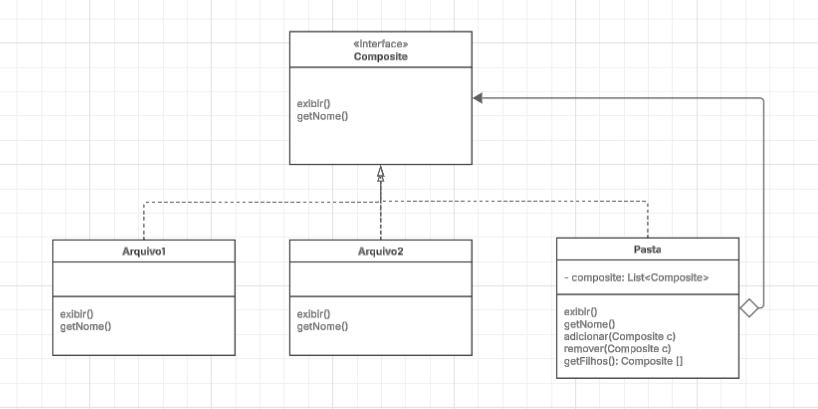 «interface»
Composite
exibir()
getNome()
Arquivo1
exibir()
getNome()
Arquivo2
exibir()
getNome()
Pasta
- composite: List<Composite>
exibir()
getNome()
adicionar(Composite c)
remover(Composite c)
getFilhos(): Composite []